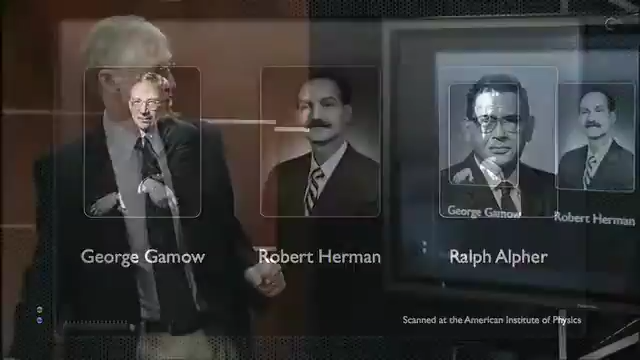 George Gamow
Robert Herman
Ralph Alpher
George Gamow
Robert Herman
Scanned at the American Institute of Physics